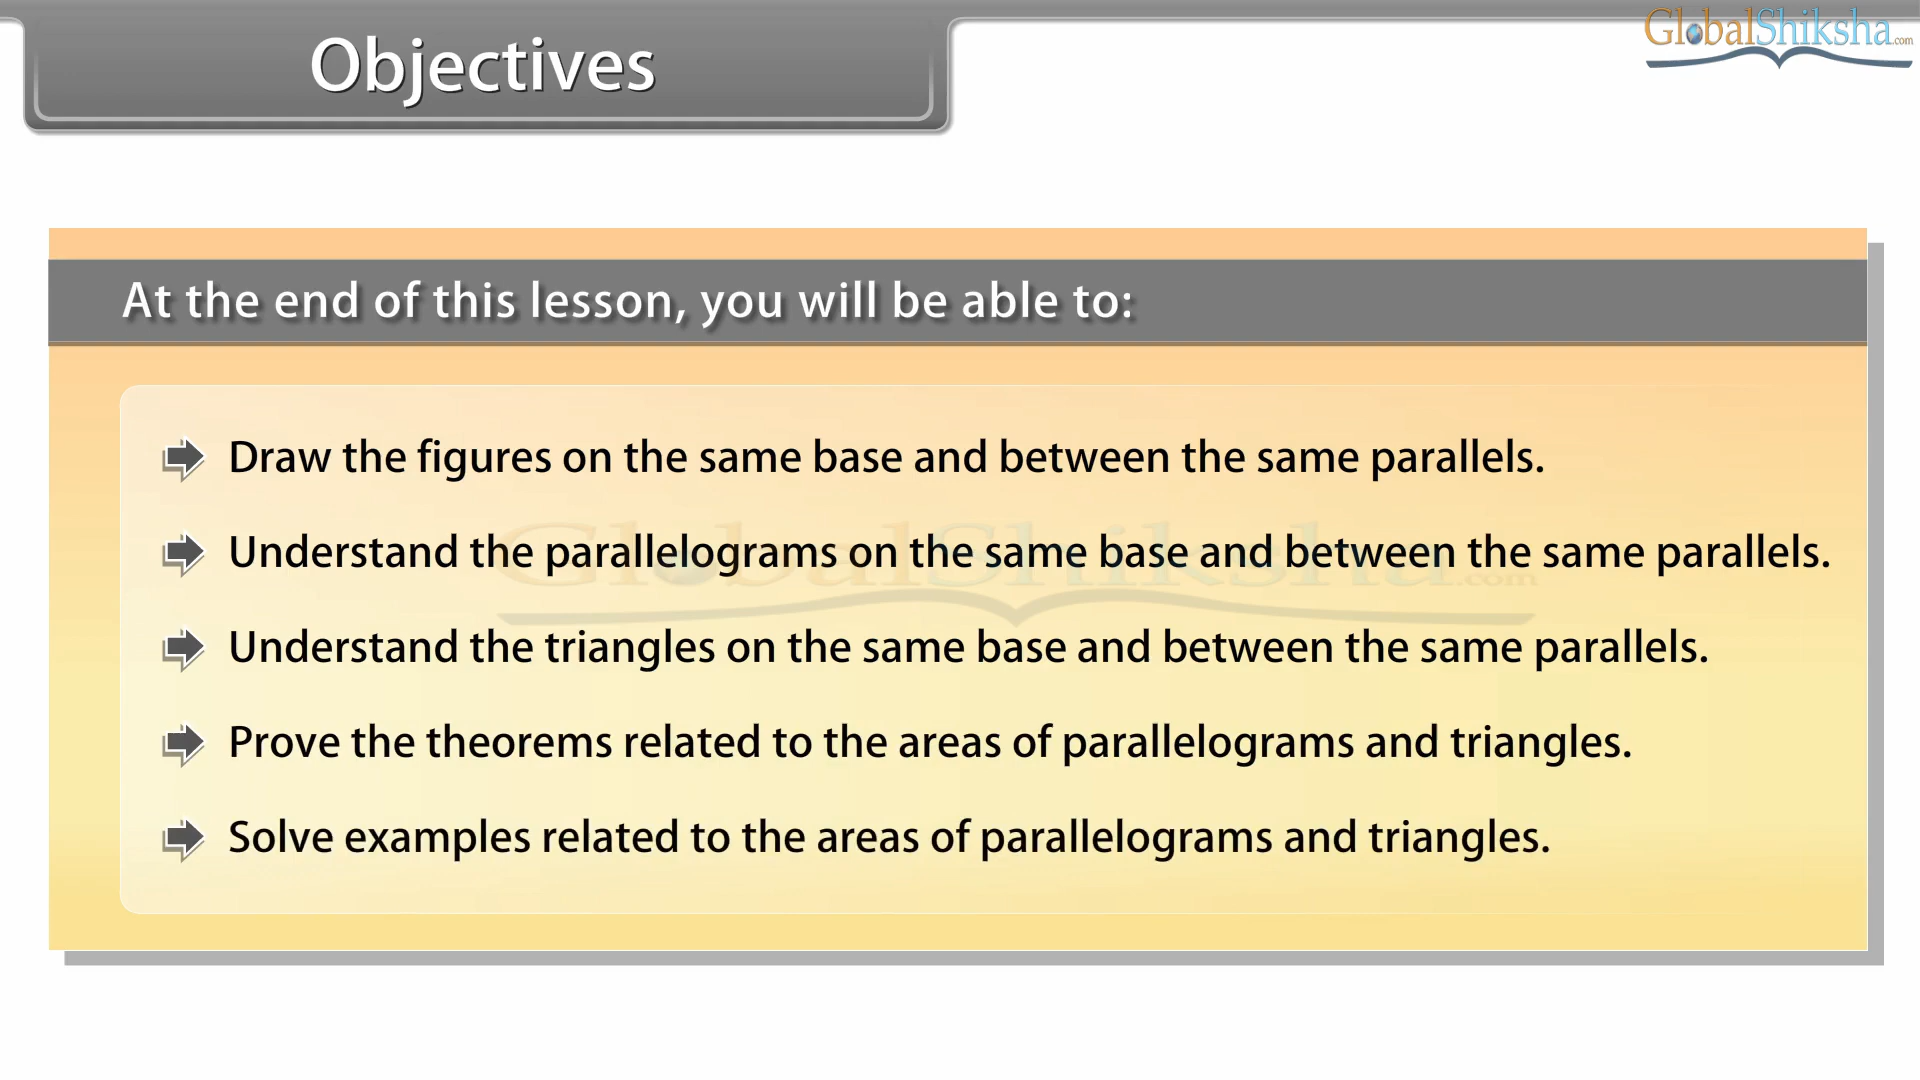 Objectives
GlobalShiksha.com
At the end of this lesson, you will be able to:
Draw the figures on the same base and between the same parallels.
Understand the parallelograms on the same base and between the same parallels.
Understand the triangles on the same base and between the same parallels.
Prove the theorems related to the areas of parallelograms and triangles.
Solve examples related to the areas of parallelograms and triangles.
GlobalShiksha.com